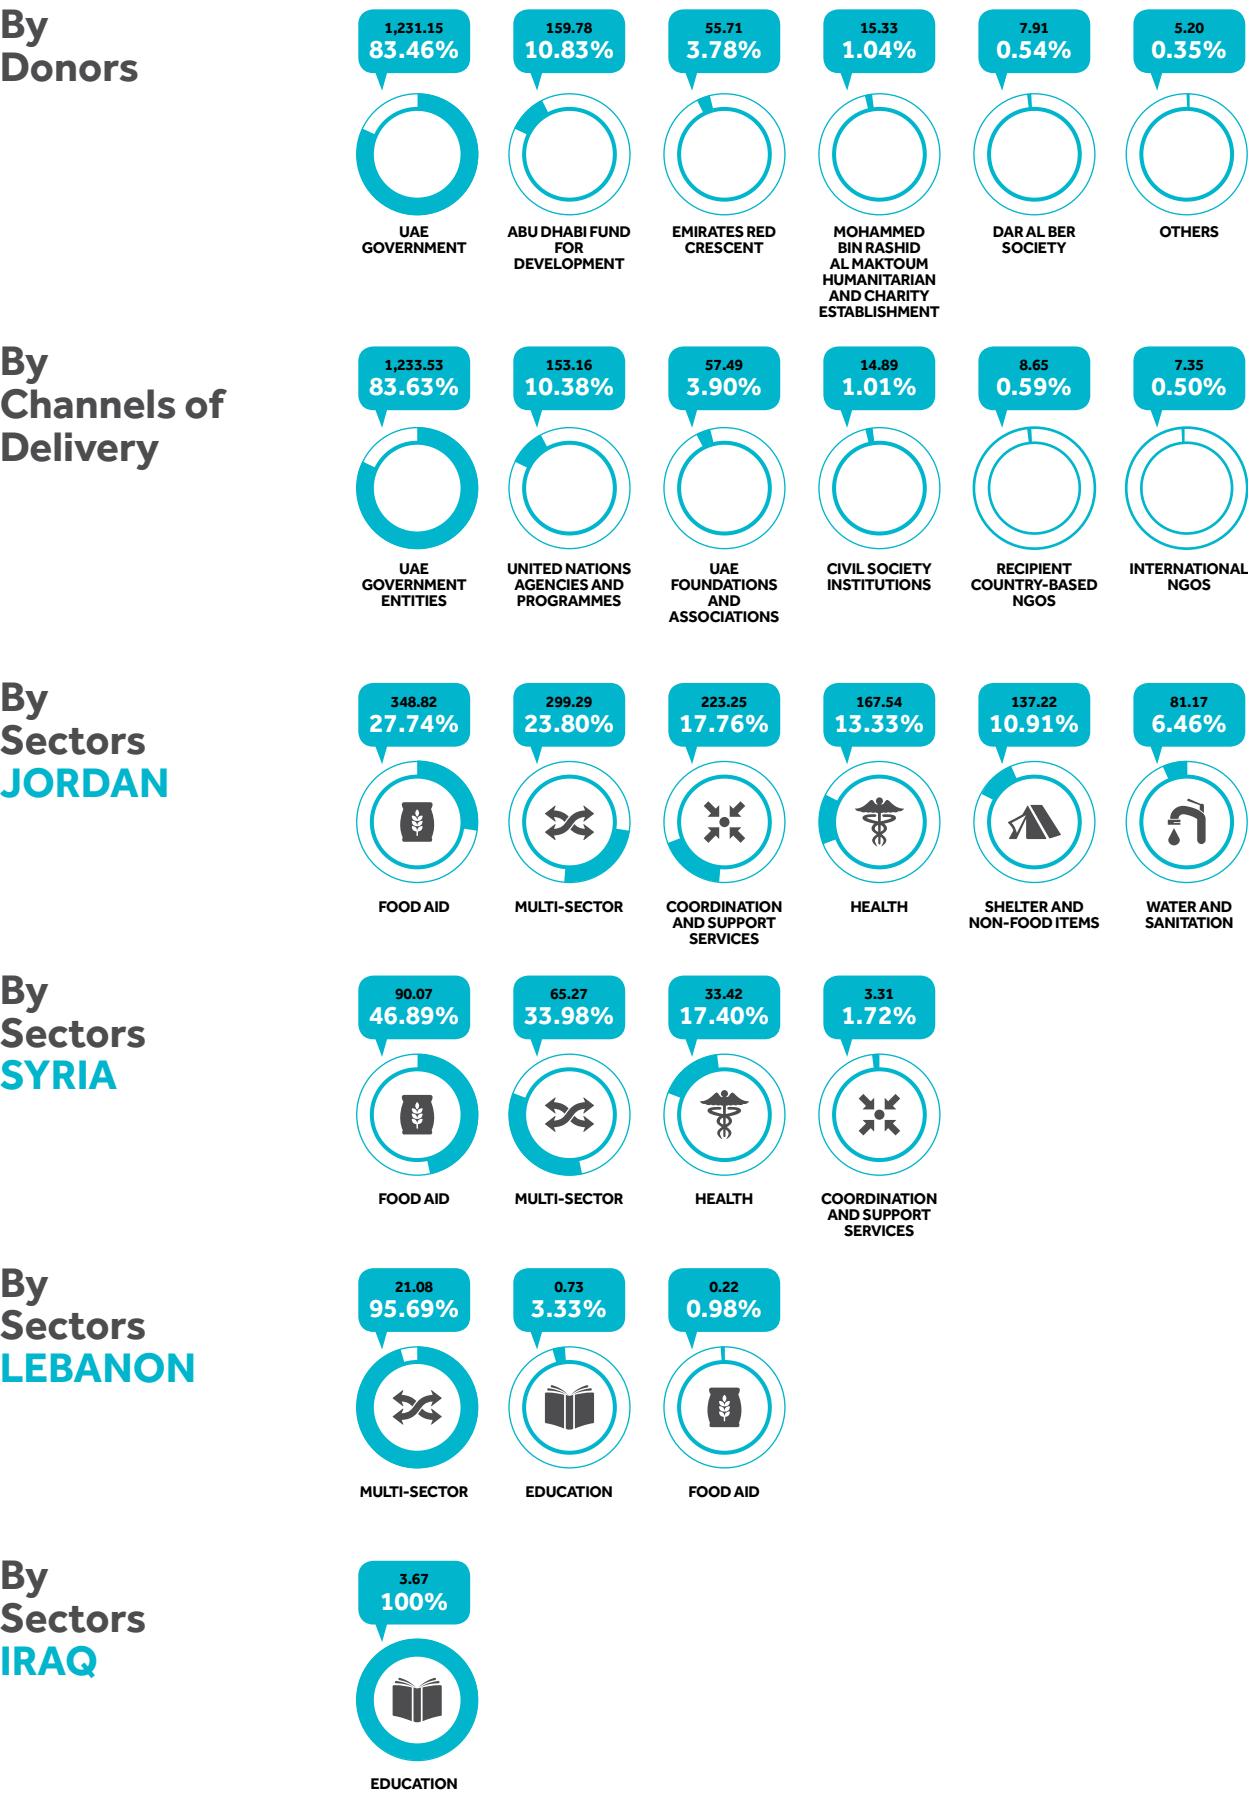 By
Donors
1,231.15
83.46%
UAE
GOVERNMENT
159.78
10.83%
ABU DHABI FUND
FOR
DEVELOPMENT
55.71
3.78%
EMIRATES RED
CRESCENT
15.33
1.04%
MOHAMMED
BIN RASHID
AL MAKTOUM
HUMANITARIAN
AND CHARITY
ESTABLISHMENT
7.91
0.54%
DAR AL BER
SOCIETY
5.20
0.35%
OTHERS
By
Channels of
Delivery
1,233.53
83.63%
UAE
GOVERNMENT
ENTITIES
153.16
10.38%
UNITED NATIONS
AGENCIES AND
PROGRAMMES
57.49
3.90%
UAE
FOUNDATIONS
AND
ASSOCIATIONS
14.89
1.01%
CIVIL SOCIETY
INSTITUTIONS
8.65
0.59%
RECIPIENT
COUNTRY-BASED
NGOS
7.35
0.50%
INTERNATIONAL
NGOS
By
Sectors
JORDAN
348.82
27.74%
FOOD AID
299.29
23.80%
MULTI-SECTOR
223.25
17.76%
COORDINATION
AND SUPPORT
SERVICES
167.54
13.33%
HEALTH
137.22
10.91%
SHELTER AND
NON-FOOD ITEMS
81.17
6.46%
WATER AND
SANITATION
By
Sectors
SYRIA
90.07
46.89%
FOOD AID
65.27
33.98%
MULTI-SECTOR
33.42
17.40%
HEALTH
3.31
1.72%
COORDINATION
AND SUPPORT
SERVICES
By
Sectors
LEBANON
21.08
95.69%
MULTI-SECTOR
0.73
3.33%
EDUCATION
0.22
0.98%
FOOD AID
By
Sectors
IRAQ
3.67
100%
EDUCATION